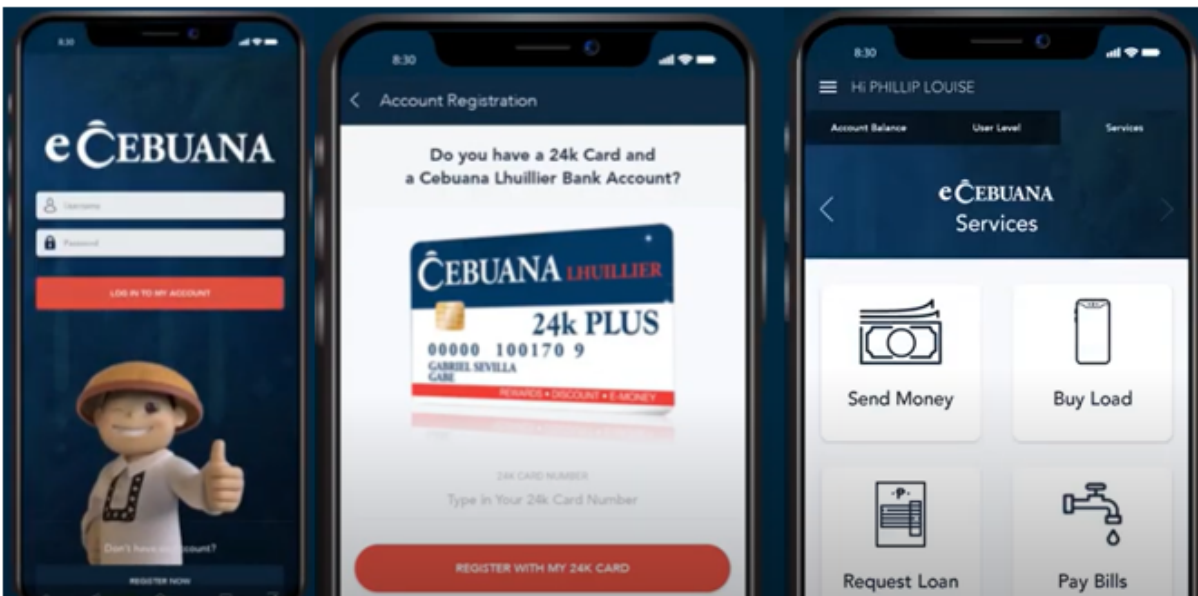 8:30
eCEBUANA
Username
Password
LOG IN TO MY ACCOUNT
Don't have an account?
REGISTER NOW
8:30
Account Registration
Do you have a 24k Card and
a Cebuana Lhuillier Bank Account?
CEBUANA LHUILLIER
24k PLUS
00000 100170 9
GABRIEL SEVILLA
GABE
REWARDS • DISCOUNT • E-MONEY
24K CARD NUMBER
Type in Your 24k Card Number
REGISTER WITH MY 24K CARD
8:30
Hi PHILLIP LOUISE
Account Balance User Level Services
eCEBUANA
Services
Send Money Buy Load
Request Loan Pay Bills